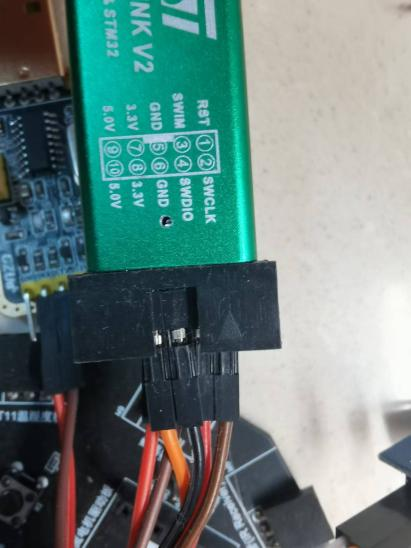 NK V2
STM32
RST ① ② SWCLK
SWIM ③ ④ SWDIO
GND ⑤ ⑥ GND
3.3V ⑦ ⑧ 3.3V
5.0V ⑨ ⑩ 5.0V